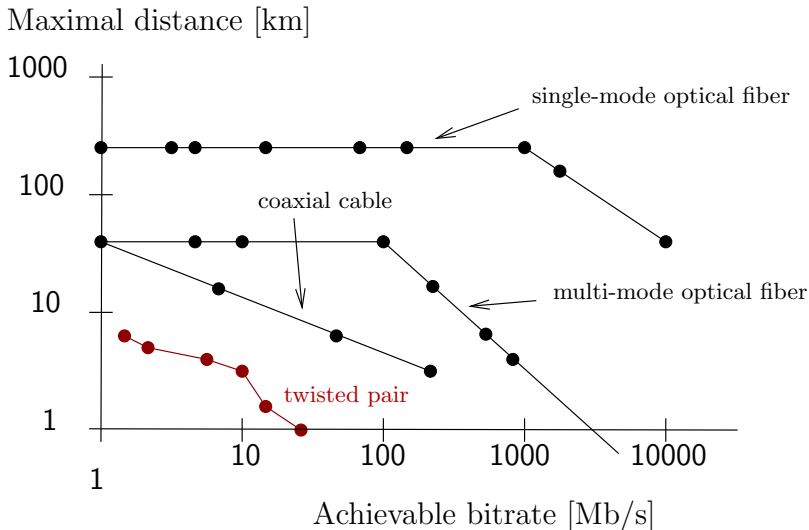 Maximal distance [km]
1000
single-mode optical fiber
100
coaxial cable
multi-mode optical fiber
10
twisted pair
1
1
10
100
1000
10000
Achievable bitrate [Mb/s]